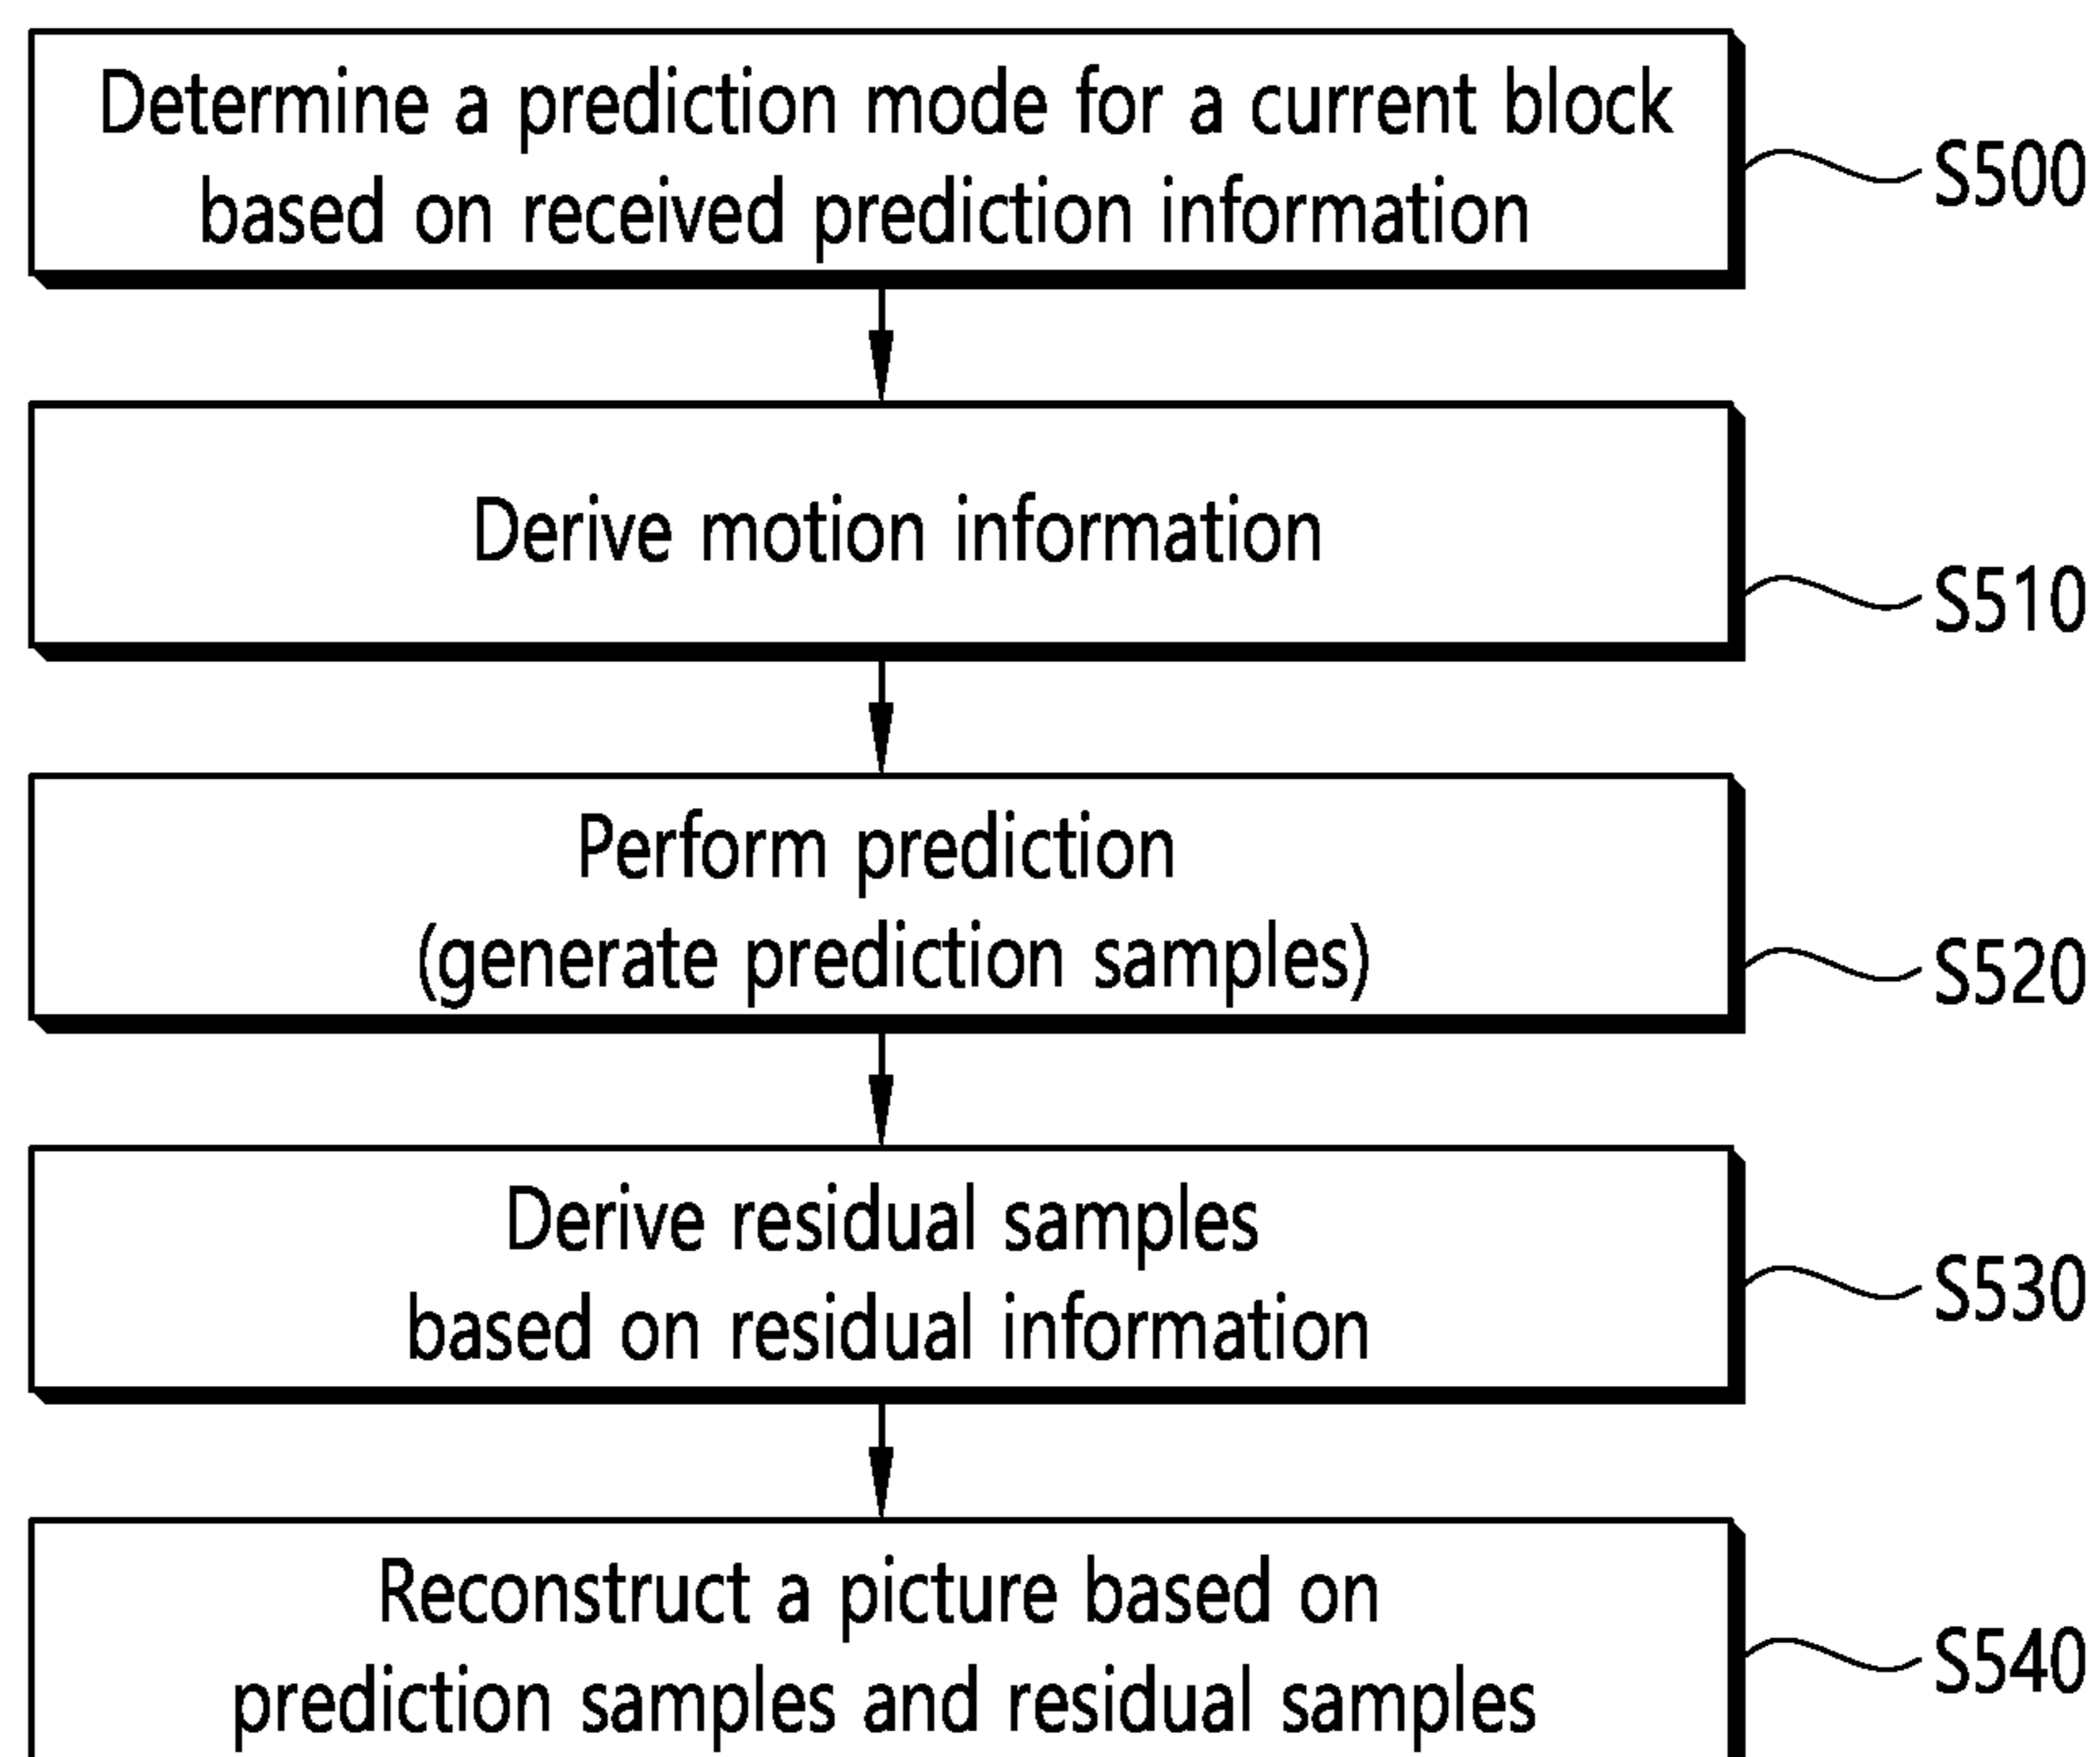 Determine a prediction mode for a current block
based on received prediction information
S500
Derive motion information
S510
Perform prediction
(generate prediction samples)
S520
Derive residual samples
based on residual information
S530
Reconstruct a picture based on
prediction samples and residual samples
S540